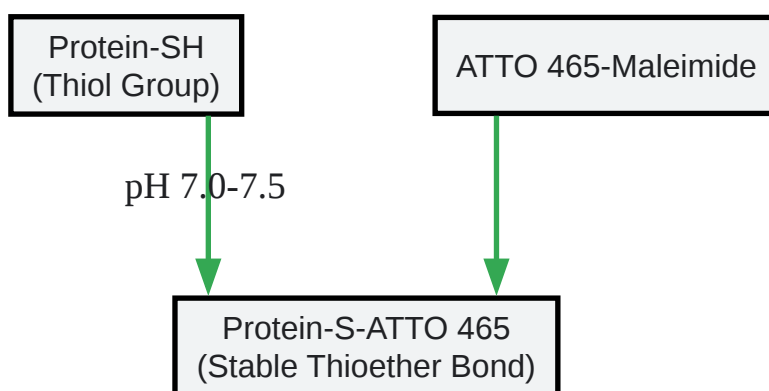 Protein-SH
(Thiol Group)
ATTO 465-Maleimide
pH 7.0-7.5
Protein-S-ATTO 465
(Stable Thioether Bond)